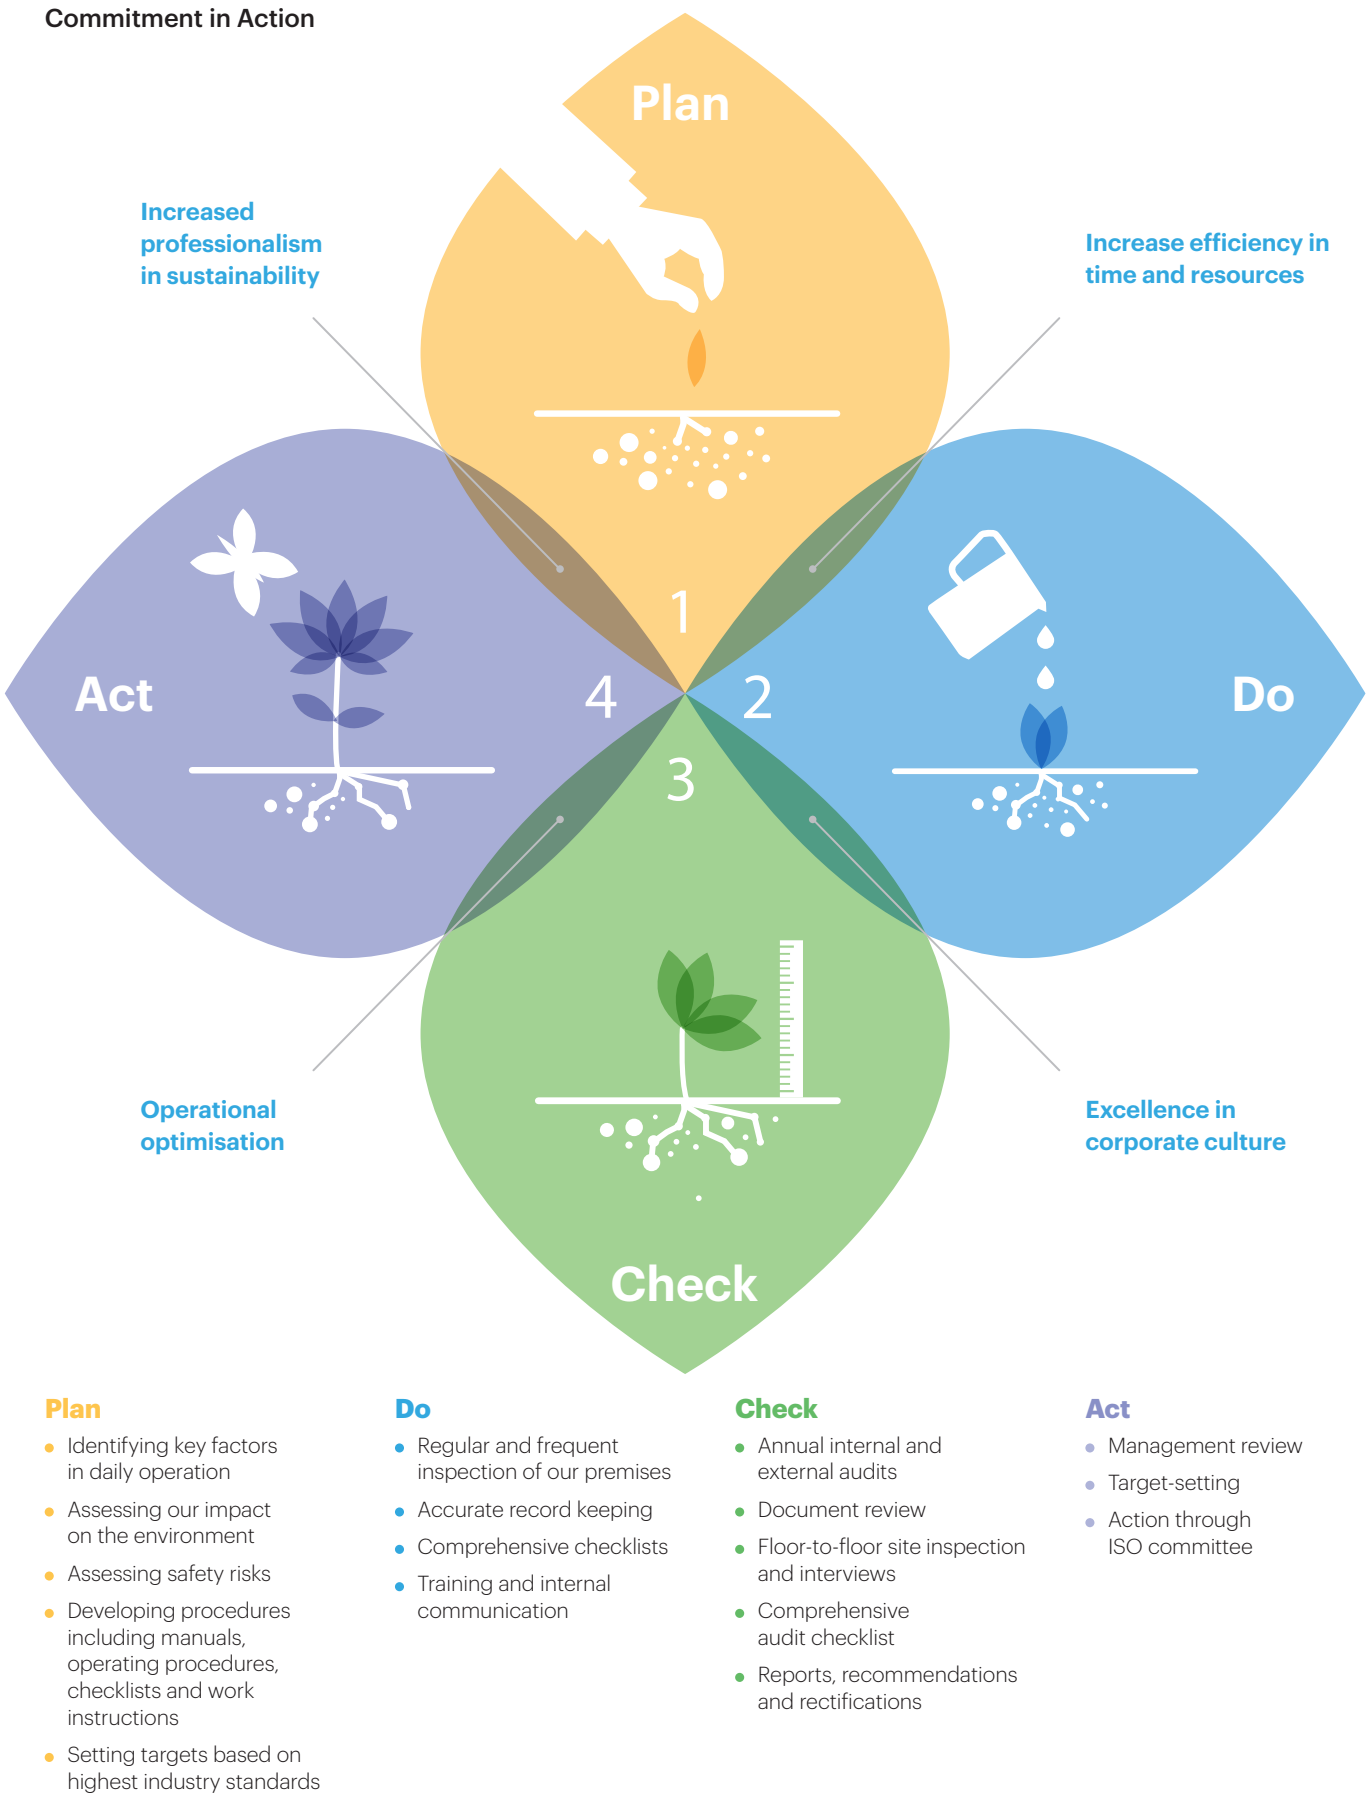 Commitment in Action
Plan
Increased
professionalism
in sustainability
Increase efficiency in
time and resources
1
Act
4
2
Do
3
Operational
optimisation
Excellence in
corporate culture
Check
Plan
• Identifying key factors
in daily operation
• Assessing our impact
on the environment
• Assessing safety risks
• Developing procedures
including manuals,
operating procedures,
checklists and work
instructions
• Setting targets based on
highest industry standards
Do
• Regular and frequent
inspection of our premises
• Accurate record keeping
• Comprehensive checklists
• Training and internal
communication
Check
• Annual internal and
external audits
• Document review
• Floor-to-floor site inspection
and interviews
• Comprehensive
audit checklist
• Reports, recommendations
and rectifications
Act
• Management review
• Target-setting
• Action through
ISO committee